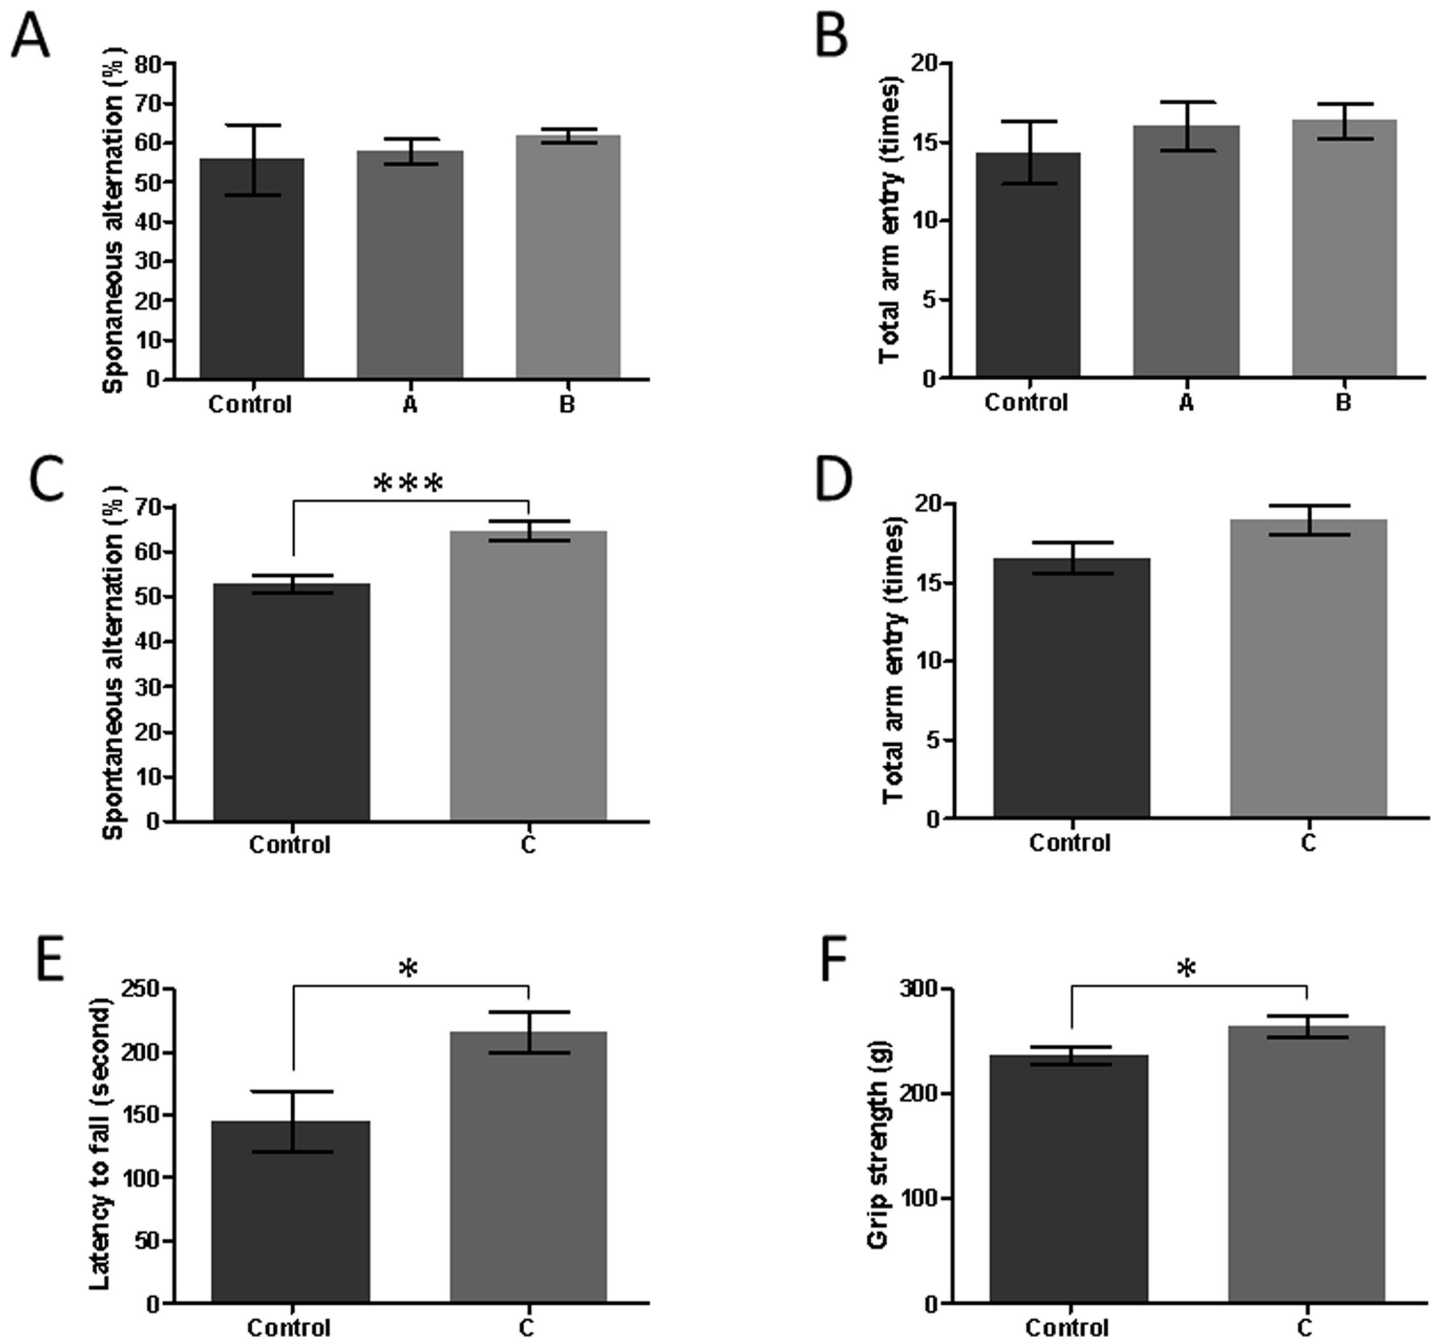 A
Sponaneous alternation (%)
80
70
60
50
40
30
20
10
0
Control A B
B
Total arm entry (times)
20
15
10
5
0
Control A B
C
Spontaneous alternation (%)
70
60
50
40
30
20
10
0
***
Control C
D
Total arm entry (times)
20
15
10
5
0
Control C
E
Latency to fall (second)
250
200
150
100
50
0
*
Control C
F
Grip strength (g)
300
200
100
0
*
Control C